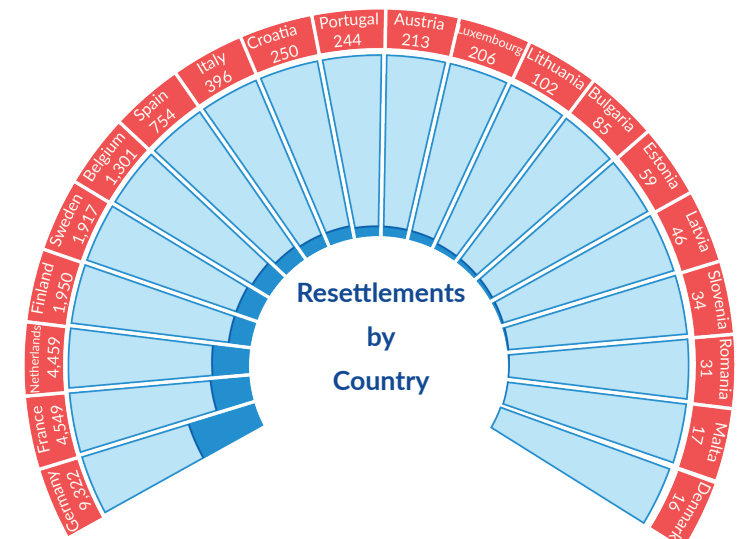 Germany
9,322
France
4,549
Netherlands
4,459
Finland
1,950
Sweden
1,917
Belgium
1,301
Spain
754
Italy
396
Croatia
250
Portugal
244
Austria
213
Luxembourg
206
Lithuania
102
Bulgaria
85
Estonia
59
Latvia
46
Slovenia
34
Romania
31
Malta
17
Denmark
16
Resettlements
by
Country